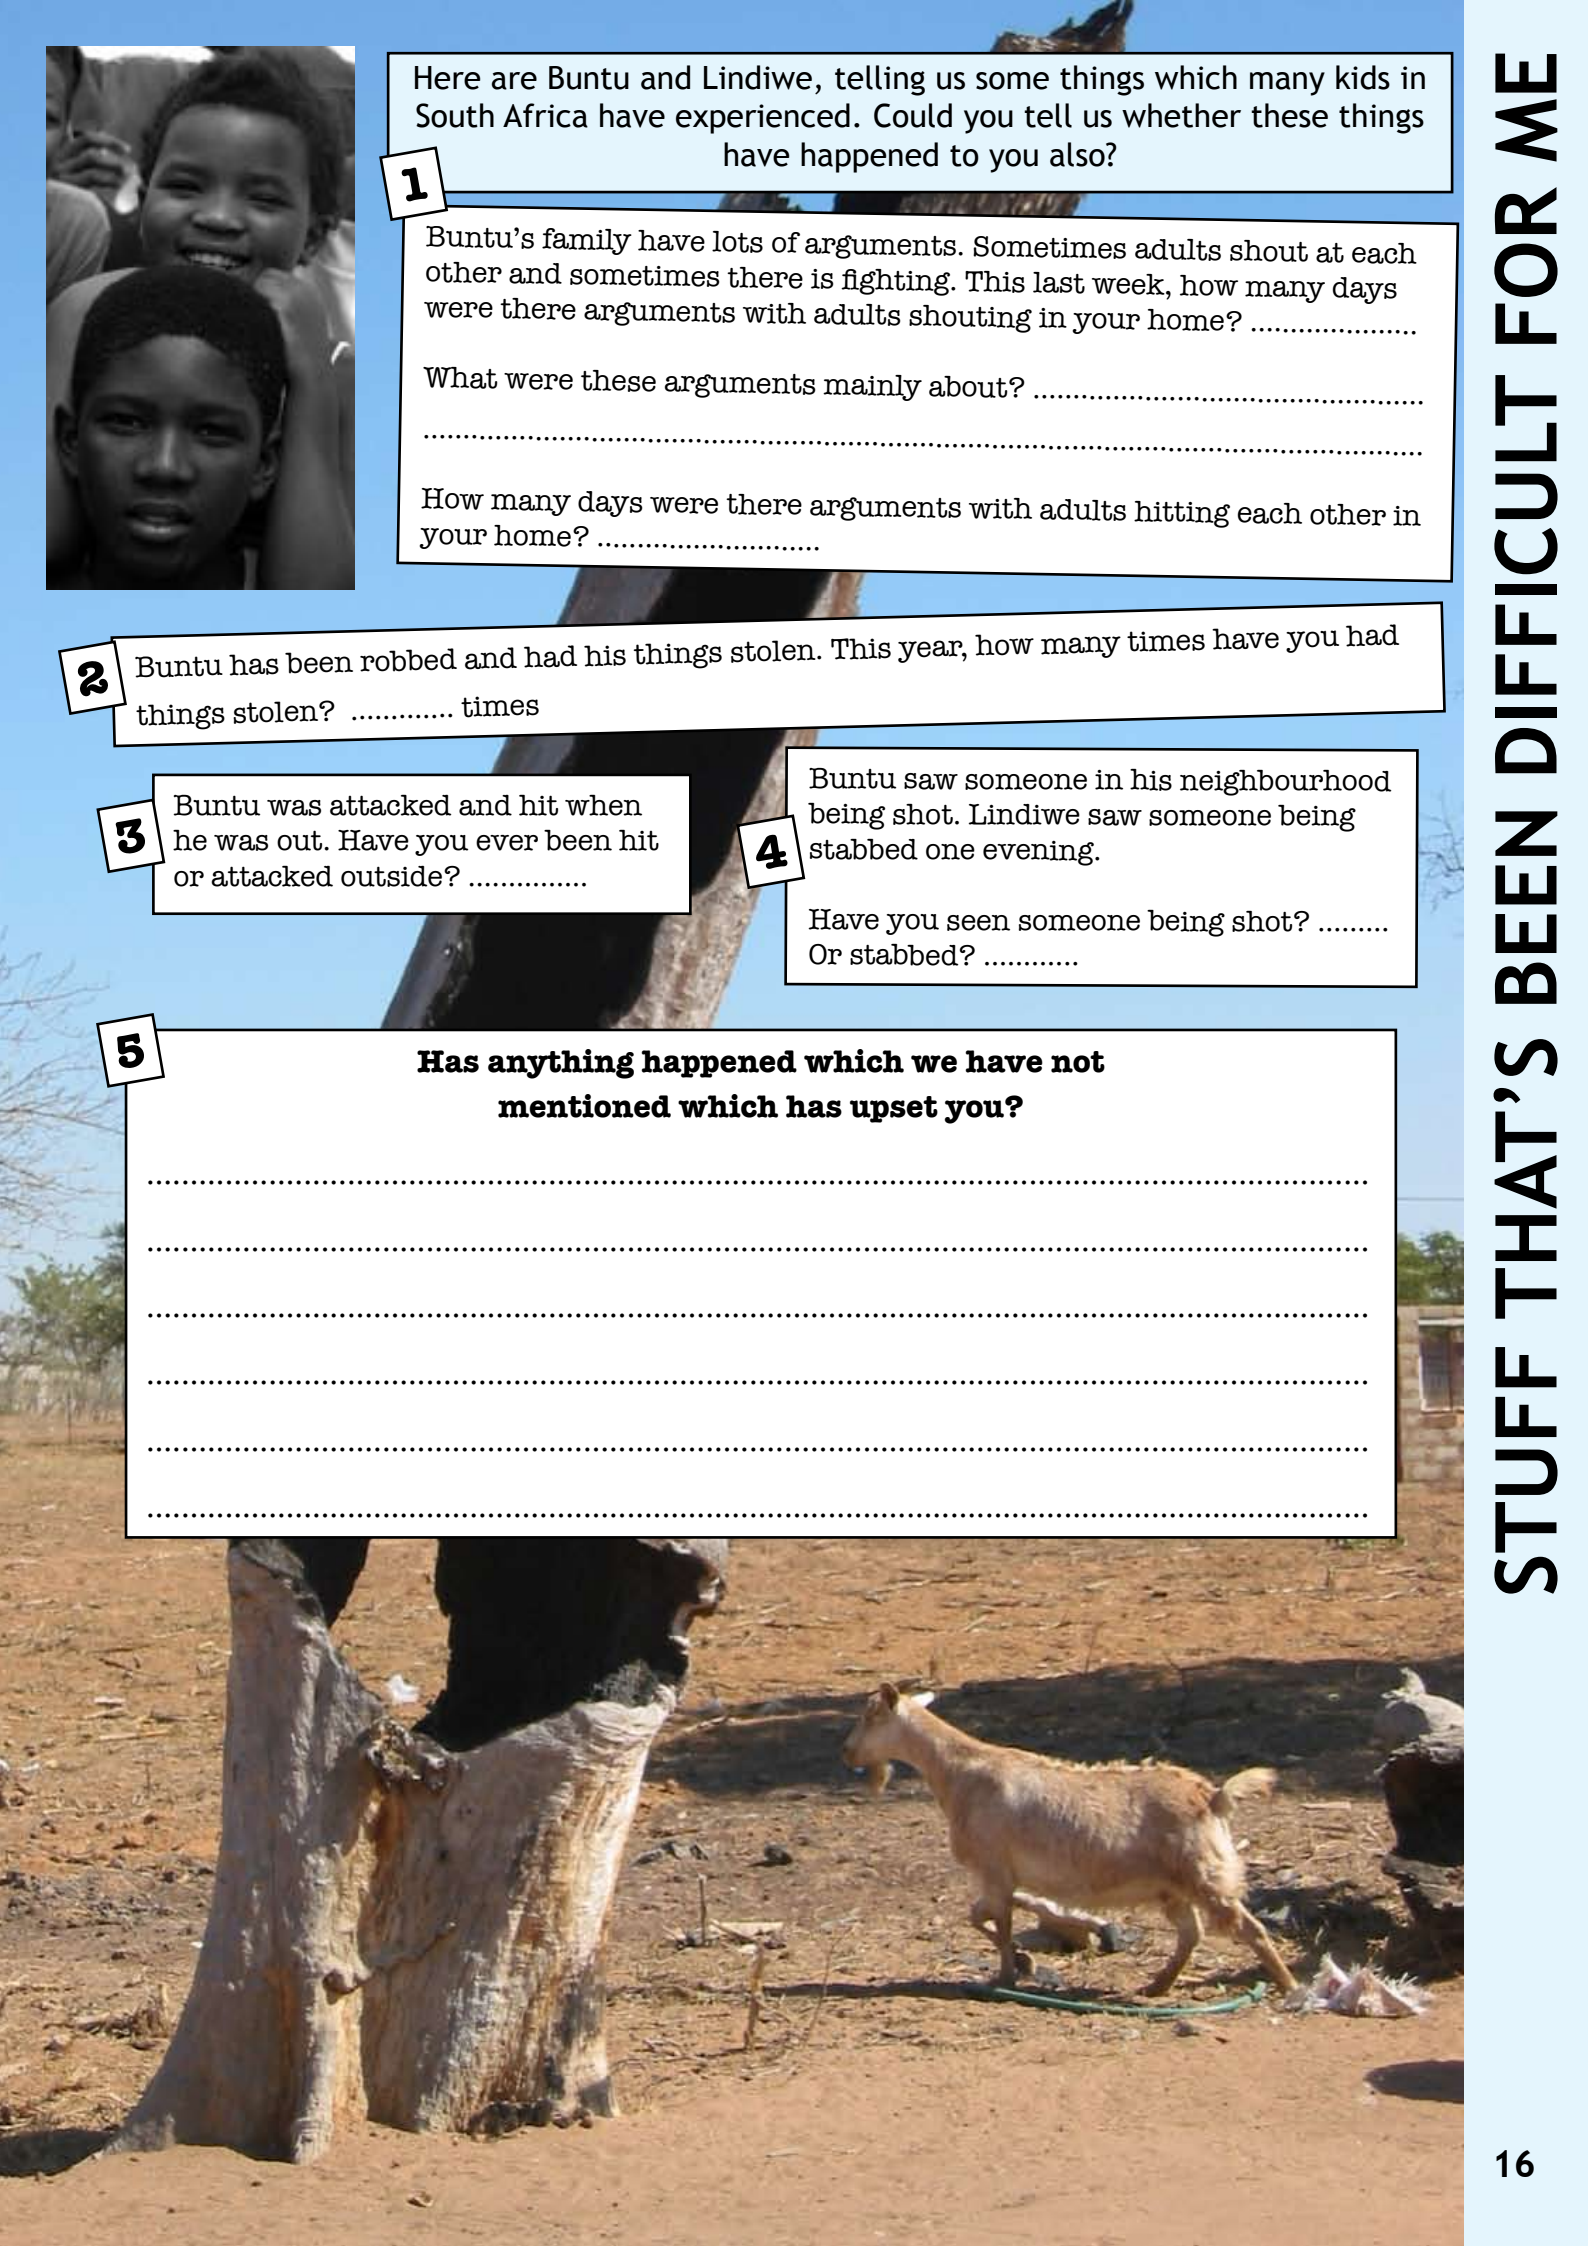 Here are Buntu and Lindiwe, telling us some things which many kids in
South Africa have experienced. Could you tell us whether these things
have happened to you also?
1
Buntu's family have lots of arguments. Sometimes adults shout at each
other and sometimes there is fighting. This last week, how many days
were there arguments with adults shouting in your home? .....................
What were these arguments mainly about? .................................................
..............................................................................................................................
How many days were there arguments with adults hitting each other in
your home? ............................
2
Buntu has been robbed and had his things stolen. This year, how many times have you had
things stolen? ............. times
3
Buntu was attacked and hit when
he was out. Have you ever been hit
or attacked outside? ...............
4
Buntu saw someone in his neighbourhood
being shot. Lindiwe saw someone being
stabbed one evening.
Have you seen someone being shot? .........
Or stabbed? ............
5
Has anything happened which we have not
mentioned which has upset you?
..............................................................................................................................
..............................................................................................................................
..............................................................................................................................
..............................................................................................................................
..............................................................................................................................
..............................................................................................................................
STUFF THAT'S BEEN DIFFICULT FOR ME
16